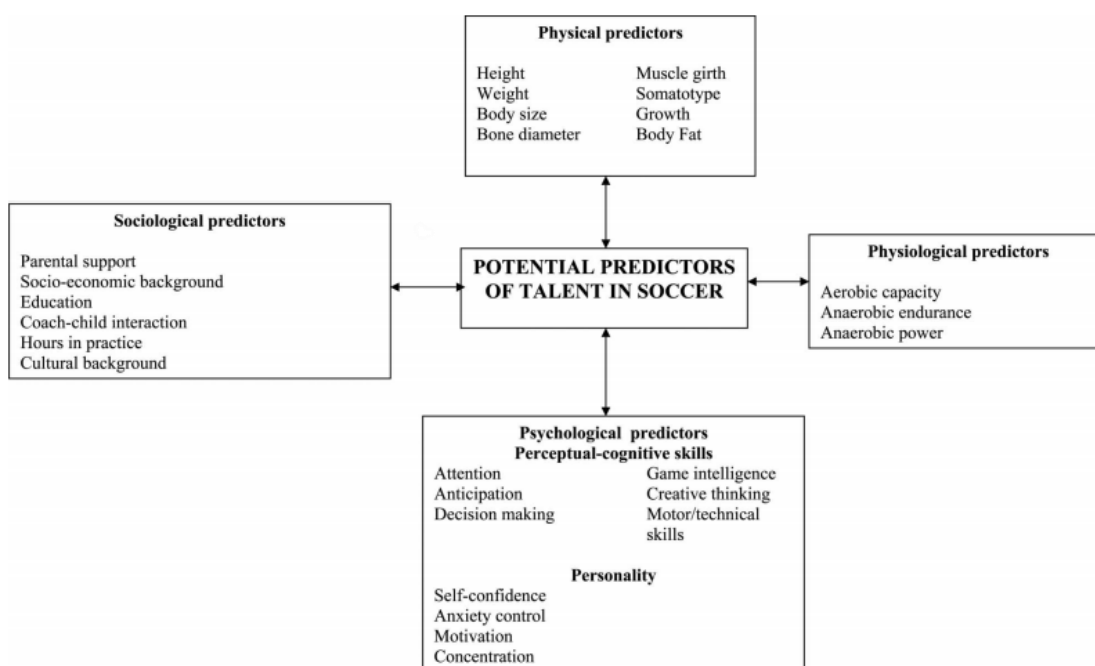 Physical predictors
Height Muscle girth
Weight Somatotype
Body size Growth
Bone diameter Body Fat
Sociological predictors
Parental support
Socio-economic background
Education
Coach-child interaction
Hours in practice
Cultural background
POTENTIAL PREDICTORS
OF TALENT IN SOCCER
Physiological predictors
Aerobic capacity
Anaerobic endurance
Anaerobic power
Psychological predictors
Perceptual-cognitive skills
Attention Game intelligence
Anticipation Creative thinking
Decision making Motor/technical
skills
Personality
Self-confidence
Anxiety control
Motivation
Concentration